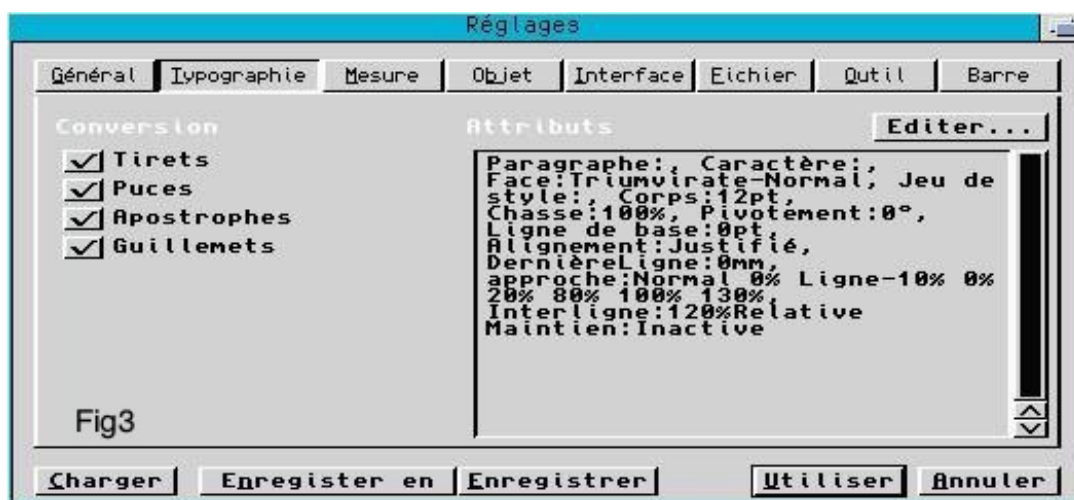 Réglages
Général Typographie Mesure Objet Interface Fichier Outil Barre
Conversion
Tirets
Puces
Apostrophes
Guillemets
Attributs
Editer...
Paragraphe:, Caractère:,
Face:Triumvirate-Normal, Jeu de
style:, Corps:12pt,
Chasse:100%, Pivotement:0°,
Ligne de base:0pt,
Alignement:Justifié,
DernièreLigne:0mm,
approche:Normal 0% Ligne-10% 0%
20% 80% 100% 130%,
Interligne:120%Relative
Maintien:Inactive
Fig3
Charger Enregister en Enregistrer Utiliser Annuler